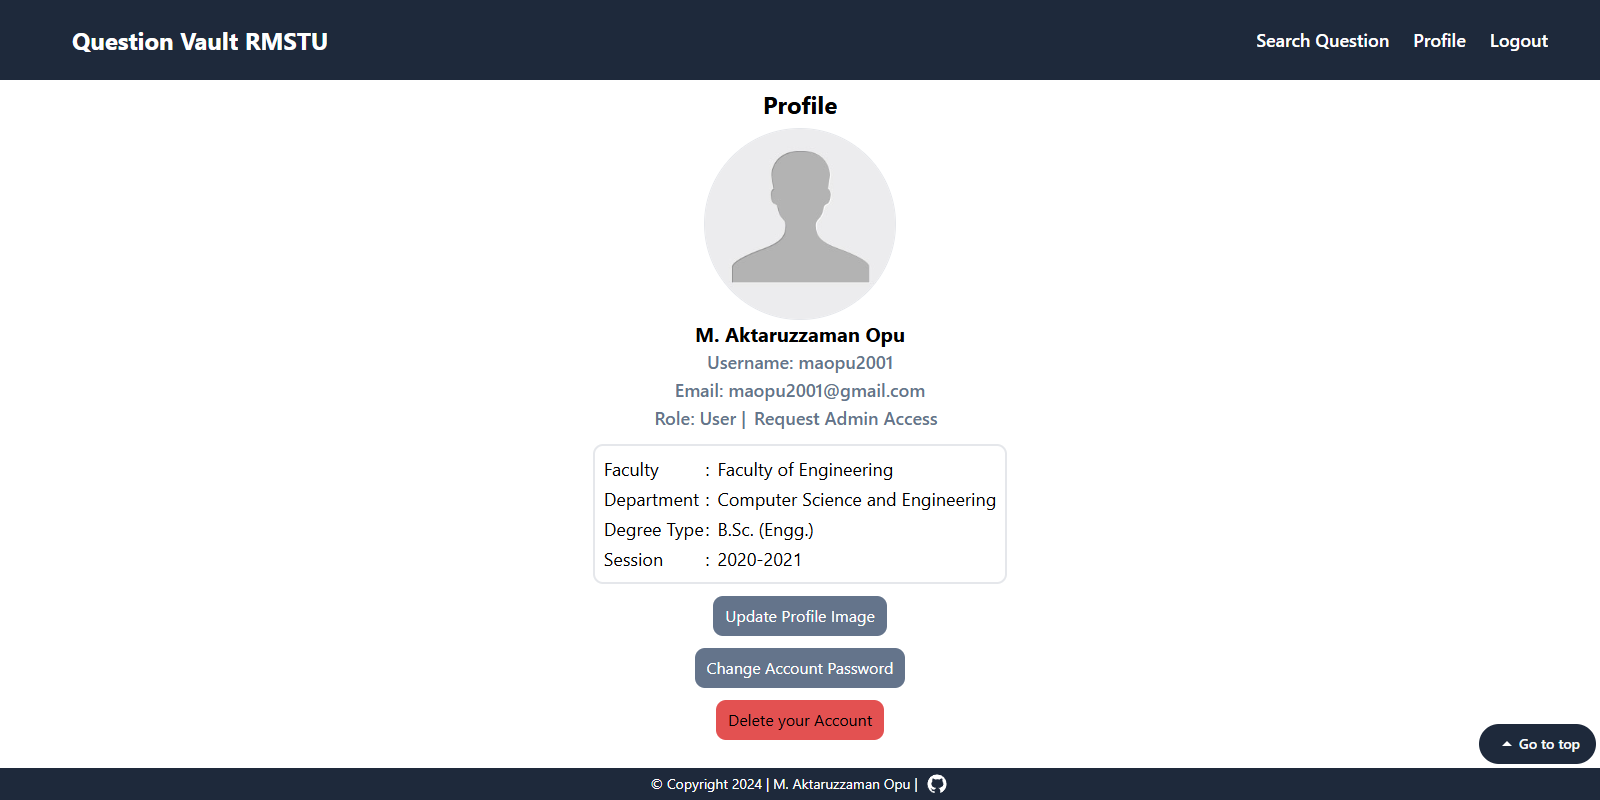 Question Vault RMSTU
Search Question Profile Logout
Profile
M. Aktaruzzaman Opu
Username: maopu2001
Email: maopu2001@gmail.com
Role: User | Request Admin Access
Faculty : Faculty of Engineering
Department : Computer Science and Engineering
Degree Type : B.Sc. (Engg.)
Session : 2020-2021
Update Profile Image
Change Account Password
Delete your Account
Go to top
© Copyright 2024 | M. Aktaruzzaman Opu |